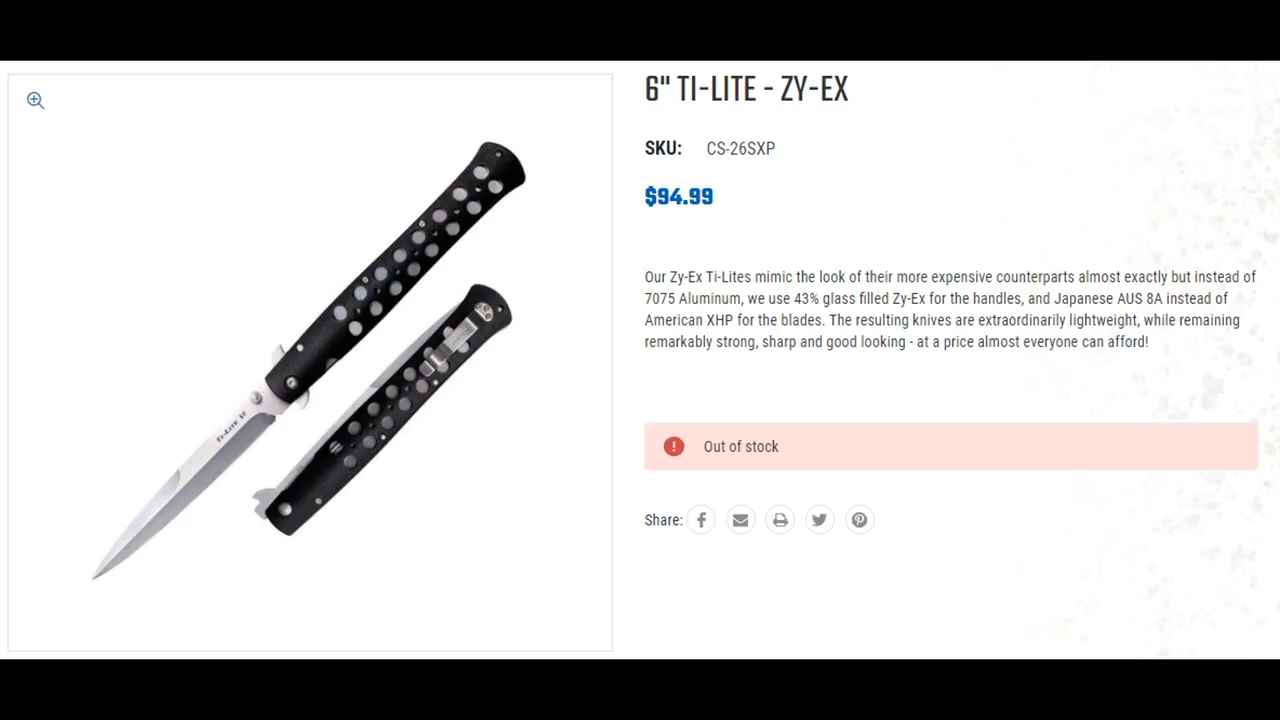 6" TI-LITE - ZY-EX
SKU: CS-26SXP
$94.99
Our Zy-Ex Ti-Lites mimic the look of their more expensive counterparts almost exactly but instead of
7075 Aluminum, we use 43% glass filled Zy-Ex for the handles, and Japanese AUS 8A instead of
American XHP for the blades. The resulting knives are extraordinarily lightweight, while remaining
remarkably strong, sharp and good looking - at a price almost everyone can afford!
Out of stock
Share: